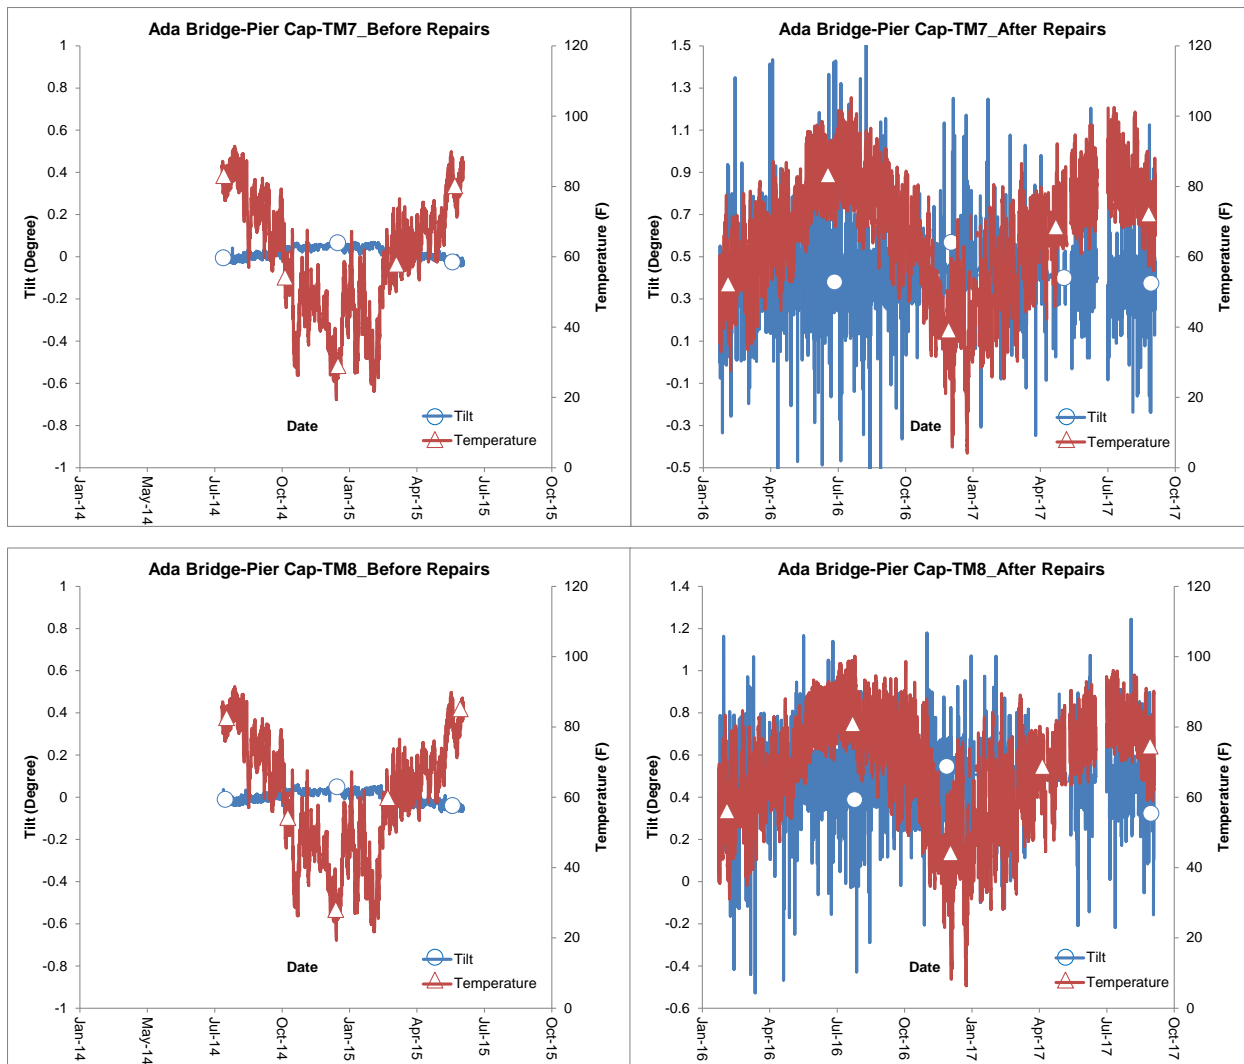 Ada Bridge-Pier Cap-TM7_Before Repairs
1
0.8
0.6
0.4
0.2
0
-0.2
-0.4
-0.6
-0.8
-1
Tilt (Degree)
120
100
80
60
40
20
0
Temperature (F)
Date
Tilt
Temperature
Jan-14
May-14
Jul-14
Oct-14
Jan-15
Apr-15
Jul-15
Oct-15
Ada Bridge-Pier Cap-TM7_After Repairs
1.5
1.3
1.1
0.9
0.7
0.5
0.3
0.1
-0.1
-0.3
-0.5
Tilt (Degree)
120
100
80
60
40
20
0
Temperature (F)
Date
Tilt
Temperature
Jan-16
Apr-16
Jul-16
Oct-16
Jan-17
Apr-17
Jul-17
Oct-17
Ada Bridge-Pier Cap-TM8_Before Repairs
1
0.8
0.6
0.4
0.2
0
-0.2
-0.4
-0.6
-0.8
-1
Tilt (Degree)
120
100
80
60
40
20
0
Temperature (F)
Date
Tilt
Temperature
Jan-14
May-14
Jul-14
Oct-14
Jan-15
Apr-15
Jul-15
Oct-15
Ada Bridge-Pier Cap-TM8_After Repairs
1.4
1.2
1
0.8
0.6
0.4
0.2
0
-0.2
-0.4
-0.6
Tilt (Degree)
120
100
80
60
40
20
0
Temperature (F)
Date
Tilt
Temperature
Jan-16
Apr-16
Jul-16
Oct-16
Jan-17
Apr-17
Jul-17
Oct-17